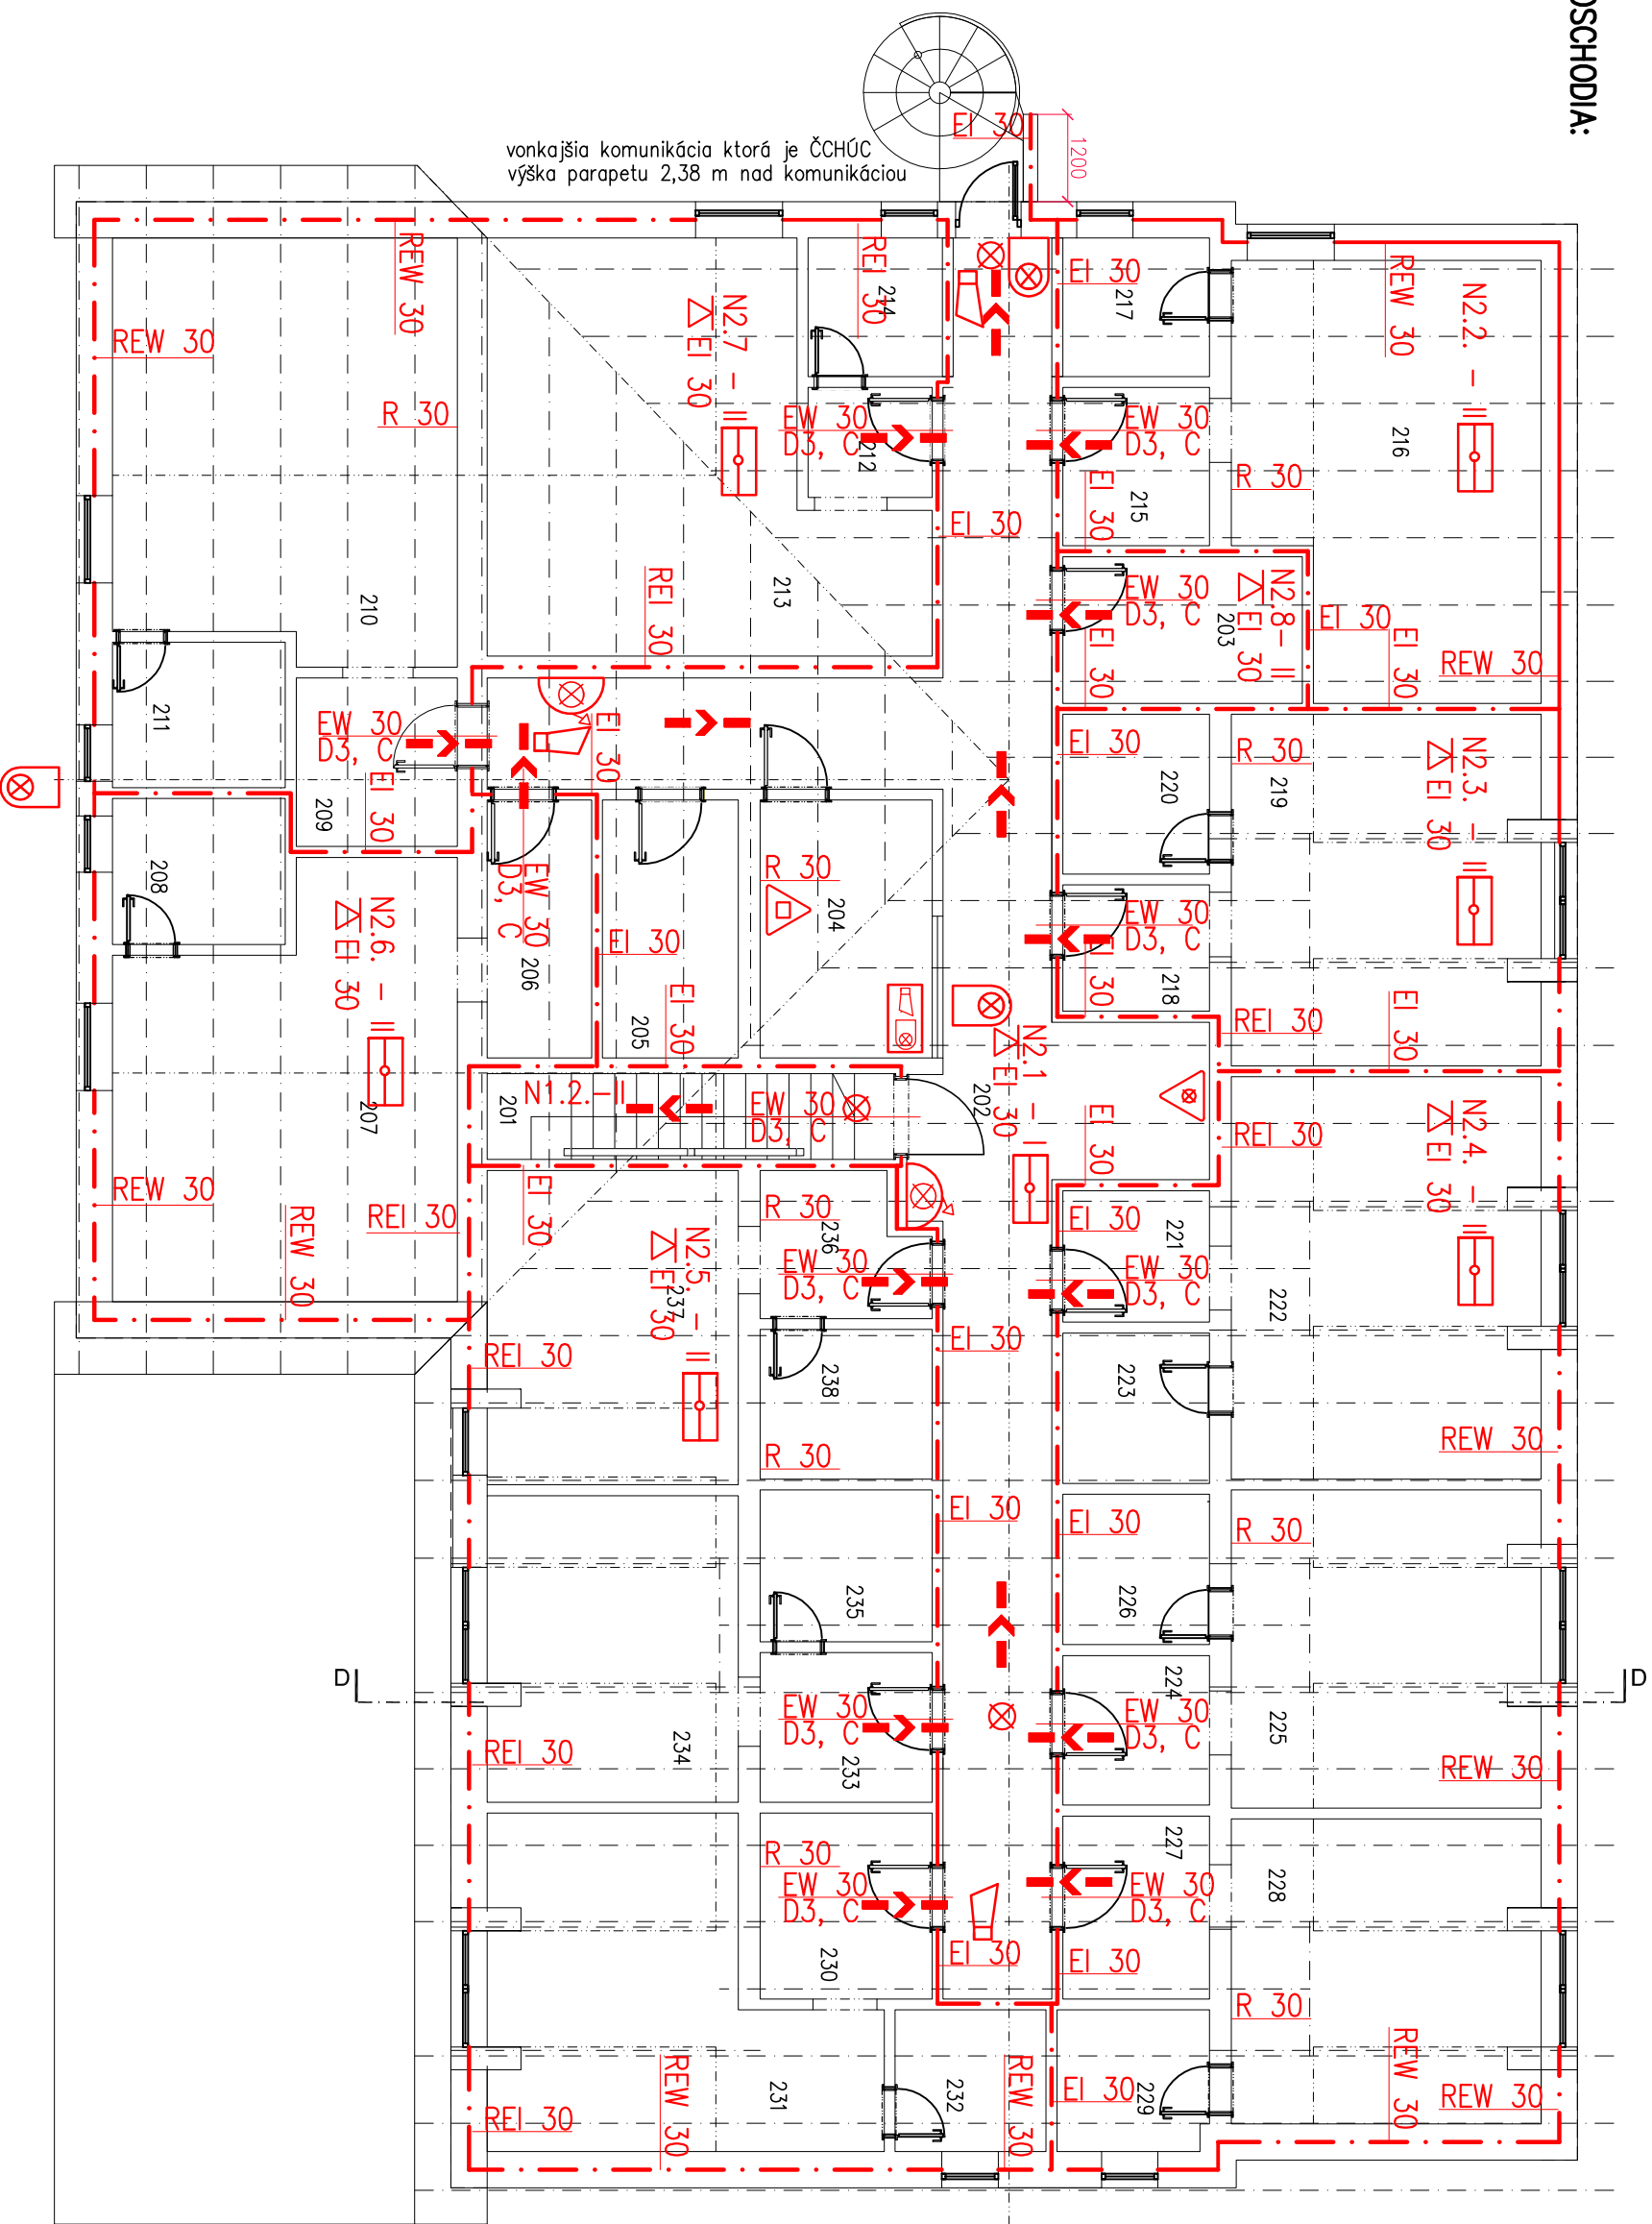 OSCHODIA:
vonkajšia komunikácia ktorá je ČCHÚC
výška parapetu 2,38 m nad komunikáciou
EI 30
1200
REW 30
REW 30
R 30
REI 30
214
N2.7 - II
EI 30
EW 30
D3, C
212
EI 30
217
EW 30
D3, C
EI 30
215
REW 30
N2.2. - II
216
R 30
EI 30
213
REI 30
210
EW 30
D3, C
EI 30
203
N2.8- II
EI 30
EI 30
EI 30
REW 30
211
EW 30
D3, C
EI 30
209
EI 30
EI 30
220
R 30
219
N2.3. - II
EI 30
208
N2.6. - II
EI 30
EW 30
D3, C
206
EI 30
R 30
204
205
EI 30
EW 30
D3, C
EI 30
218
REI 30
EI 30
207
N1.2.-II
201
EW 30
D3, C
202
N2.1 - II
EI 30
EI 30
REI 30
N2.4. - II
EI 30
REW 30
REW 30
REI 30
EI 30
R 30
236
N2.5. - II
EI 30
237
EW 30
D3, C
EI 30
221
EW 30
D3, C
222
REI 30
EI 30
238
223
R 30
REW 30
EI 30
EI 30
R 30
235
226
D
D
234
REI 30
EW 30
D3, C
233
EW 30
D3, C
224
225
REW 30
R 30
EW 30
D3, C
230
EI 30
227
EW 30
D3, C
EI 30
228
R 30
REI 30
REW 30
231
232
REW 30
EI 30
229
REW 30
REW 30